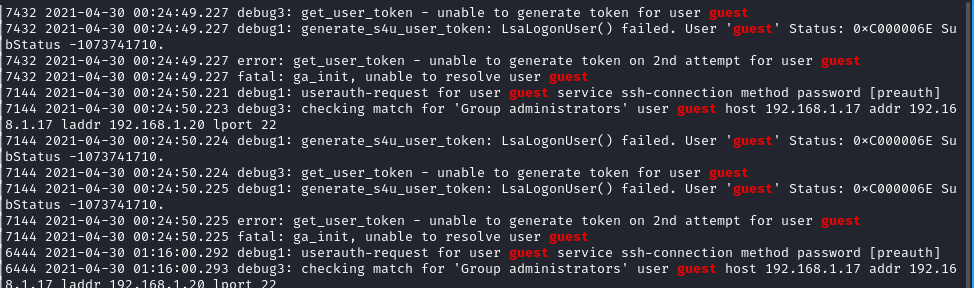 7432 2021-04-30 00:24:49.227 debug3: get_user_token - unable to generate token for user guest
7432 2021-04-30 00:24:49.227 debug1: generate_s4u_user_token: LsaLogonUser() failed. User 'guest' Status: 0×C000006E Su
bStatus -1073741710.
7432 2021-04-30 00:24:49.227 error: get_user_token - unable to generate token on 2nd attempt for user guest
7432 2021-04-30 00:24:49.227 fatal: ga_init, unable to resolve user guest
7144 2021-04-30 00:24:50.221 debug1: userauth-request for user guest service ssh-connection method password [preauth]
7144 2021-04-30 00:24:50.223 debug3: checking match for 'Group administrators' user guest host 192.168.1.17 addr 192.16
8.1.17 laddr 192.168.1.20 lport 22
7144 2021-04-30 00:24:50.224 debug1: generate_s4u_user_token: LsaLogonUser() failed. User 'guest' Status: 0×C000006E Su
bStatus -1073741710.
7144 2021-04-30 00:24:50.224 debug3: get_user_token - unable to generate token for user guest
7144 2021-04-30 00:24:50.225 debug1: generate_s4u_user_token: LsaLogonUser() failed. User 'guest' Status: 0×C000006E Su
bStatus -1073741710.
7144 2021-04-30 00:24:50.225 error: get_user_token - unable to generate token on 2nd attempt for user guest
7144 2021-04-30 00:24:50.225 fatal: ga_init, unable to resolve user guest
6444 2021-04-30 01:16:00.292 debug1: userauth-request for user guest service ssh-connection method password [preauth]
6444 2021-04-30 01:16:00.293 debug3: checking match for 'Group administrators' user guest host 192.168.1.17 addr 192.16
8.1.17 laddr 192.168.1.20 lport 22